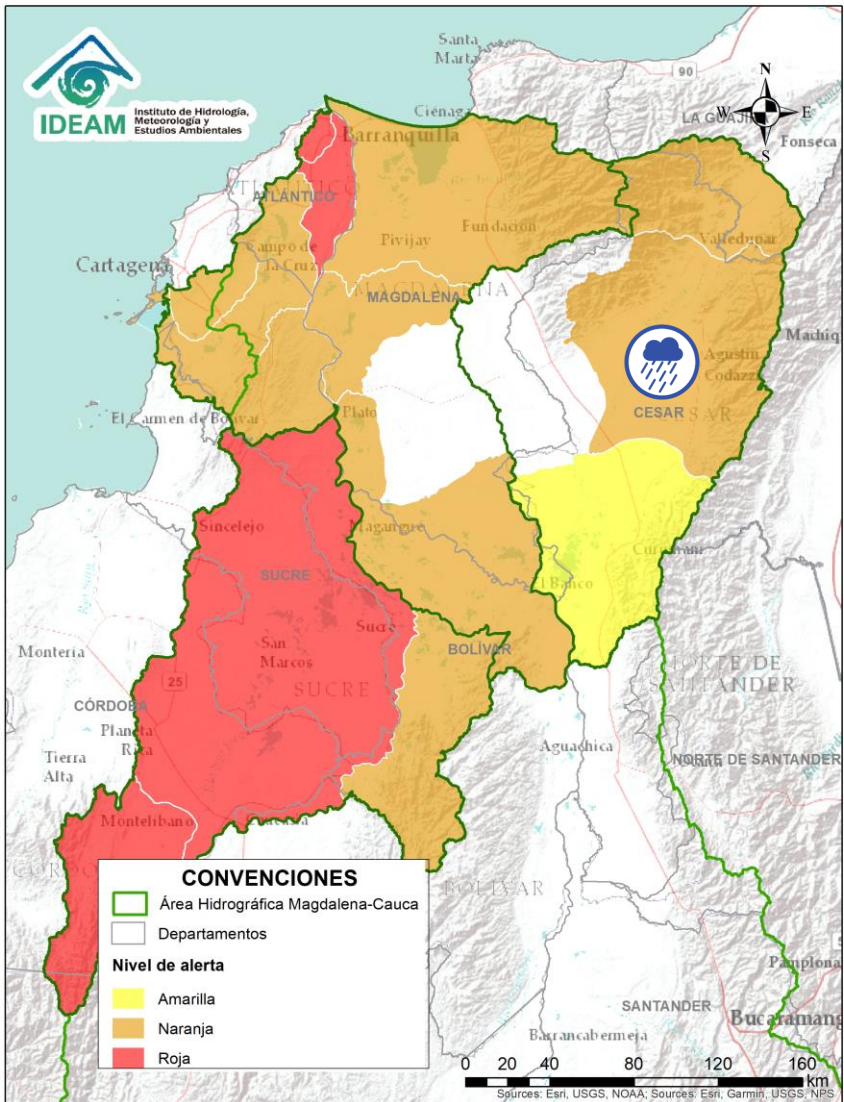 Santa
Marta
90
N
W
E
S
LA GUAJIR
Fonseca
IDEAM
Instituto de Hidrología,
Meteorología y
Estudios Ambientales
Ciénaga
Barranquilla
ATLÁNTICO
Fundación
Valledupar
Pivijay
Campo de
la Cruz
Cartagena
MAGDALENA
Machiq
Agustín
Codazzi
CESAR
El Carmen de Bolívar
Plato
Sincelejo
Magangué
Curumaní
SUCRE
El Banco
Sucre
BOLÍVAR
San
Marcos
SUCRE
Montería
25
NORTE DE
SANTANDER
CÓRDOBA
Planeta
Rica
Tierra
Alta
Aguachica
NORTE DE SANTANDER
Montelíbano
Caucasia
BOLÍVAR
CONVENCIONES
Área Hidrográfica Magdalena-Cauca
Departamentos
Nivel de alerta
Amarilla
Naranja
Roja
Pamplona
SANTANDER
Bucaramang
Barrancabermeja
0 20 40 80 120 160
km
Sources: Esri, USGS, NOAA; Sources: Esri, Garmin, USGS, NPS